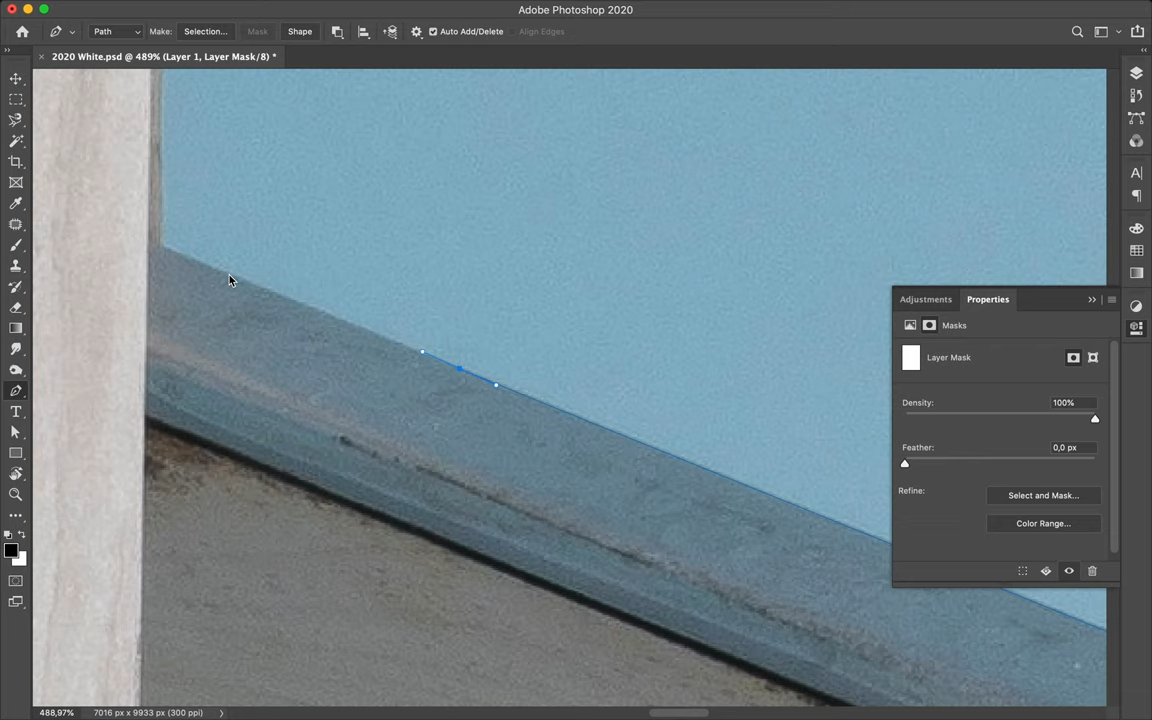 Adobe Photoshop 2020
Path
Make:
Selection...
Mask
Shape
Auto Add/Delete
Align Edges
2020 White.psd @ 489% (Layer 1, Layer Mask/8) *
Adjustments
Properties
Masks
Layer Mask
Density:
100%
Feather:
0,0 px
Refine:
Select and Mask...
Color Range...
488,97%
7016 px x 9933 px (300 ppi)